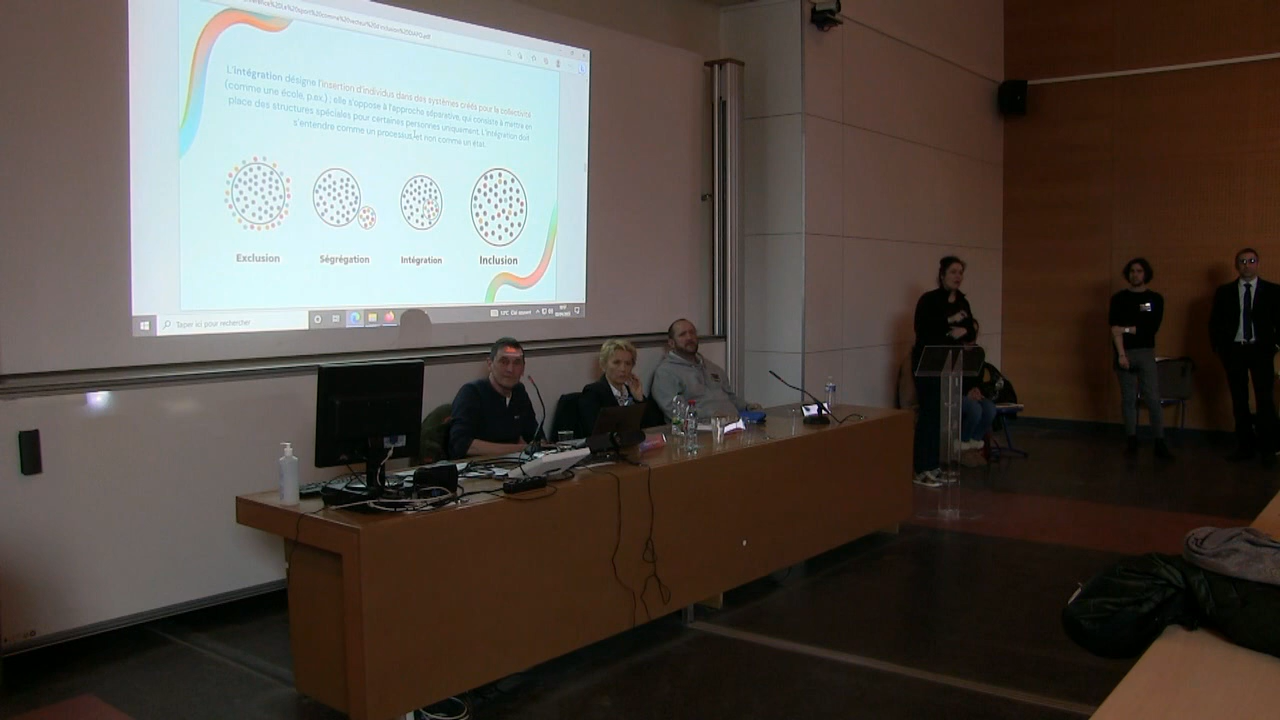 L'intégration désigne l'insertion d'individus dans des systèmes créés pour la collectivité
(comme une école, p.ex.) ; elle s'oppose à l'approche séparative, qui consiste à mettre en
place des structures spéciales pour certaines personnes uniquement. L'intégration doit
s'entendre comme un processus et non comme un état.
Exclusion Ségrégation Intégration Inclusion
Taper ici pour rechercher